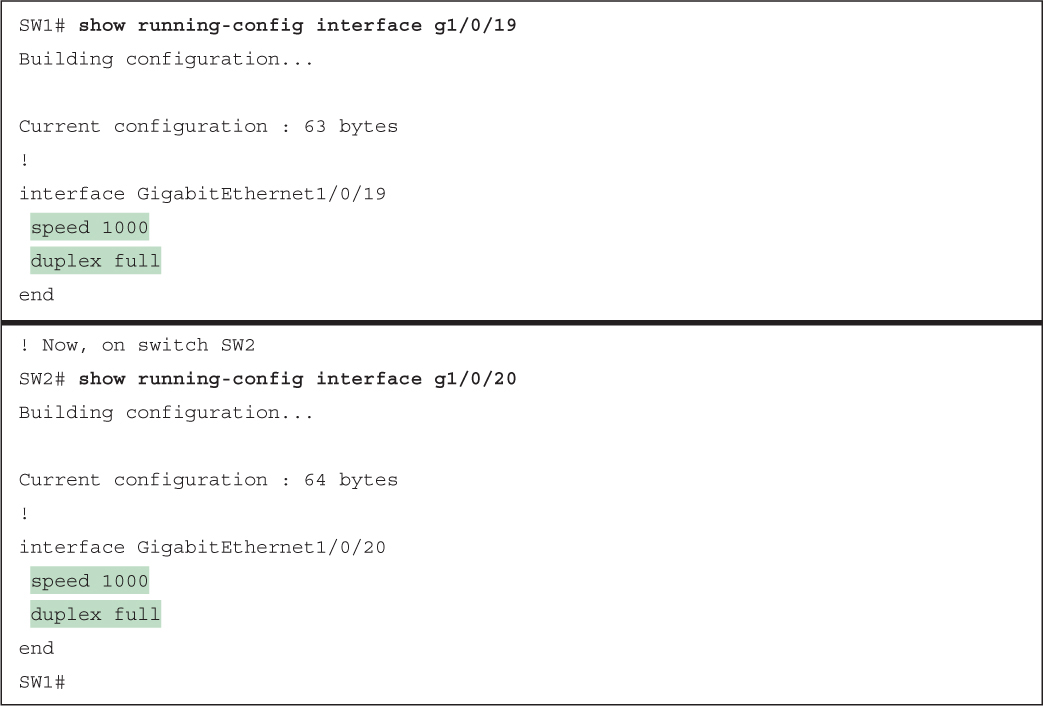 SW1# show running-config interface g1/0/19
Building configuration...
Current configuration : 63 bytes
!
interface GigabitEthernet1/0/19
speed 1000
duplex full
end
! Now, on switch SW2
SW2# show running-config interface g1/0/20
Building configuration...
Current configuration : 64 bytes
!
interface GigabitEthernet1/0/20
speed 1000
duplex full
end
SW1#